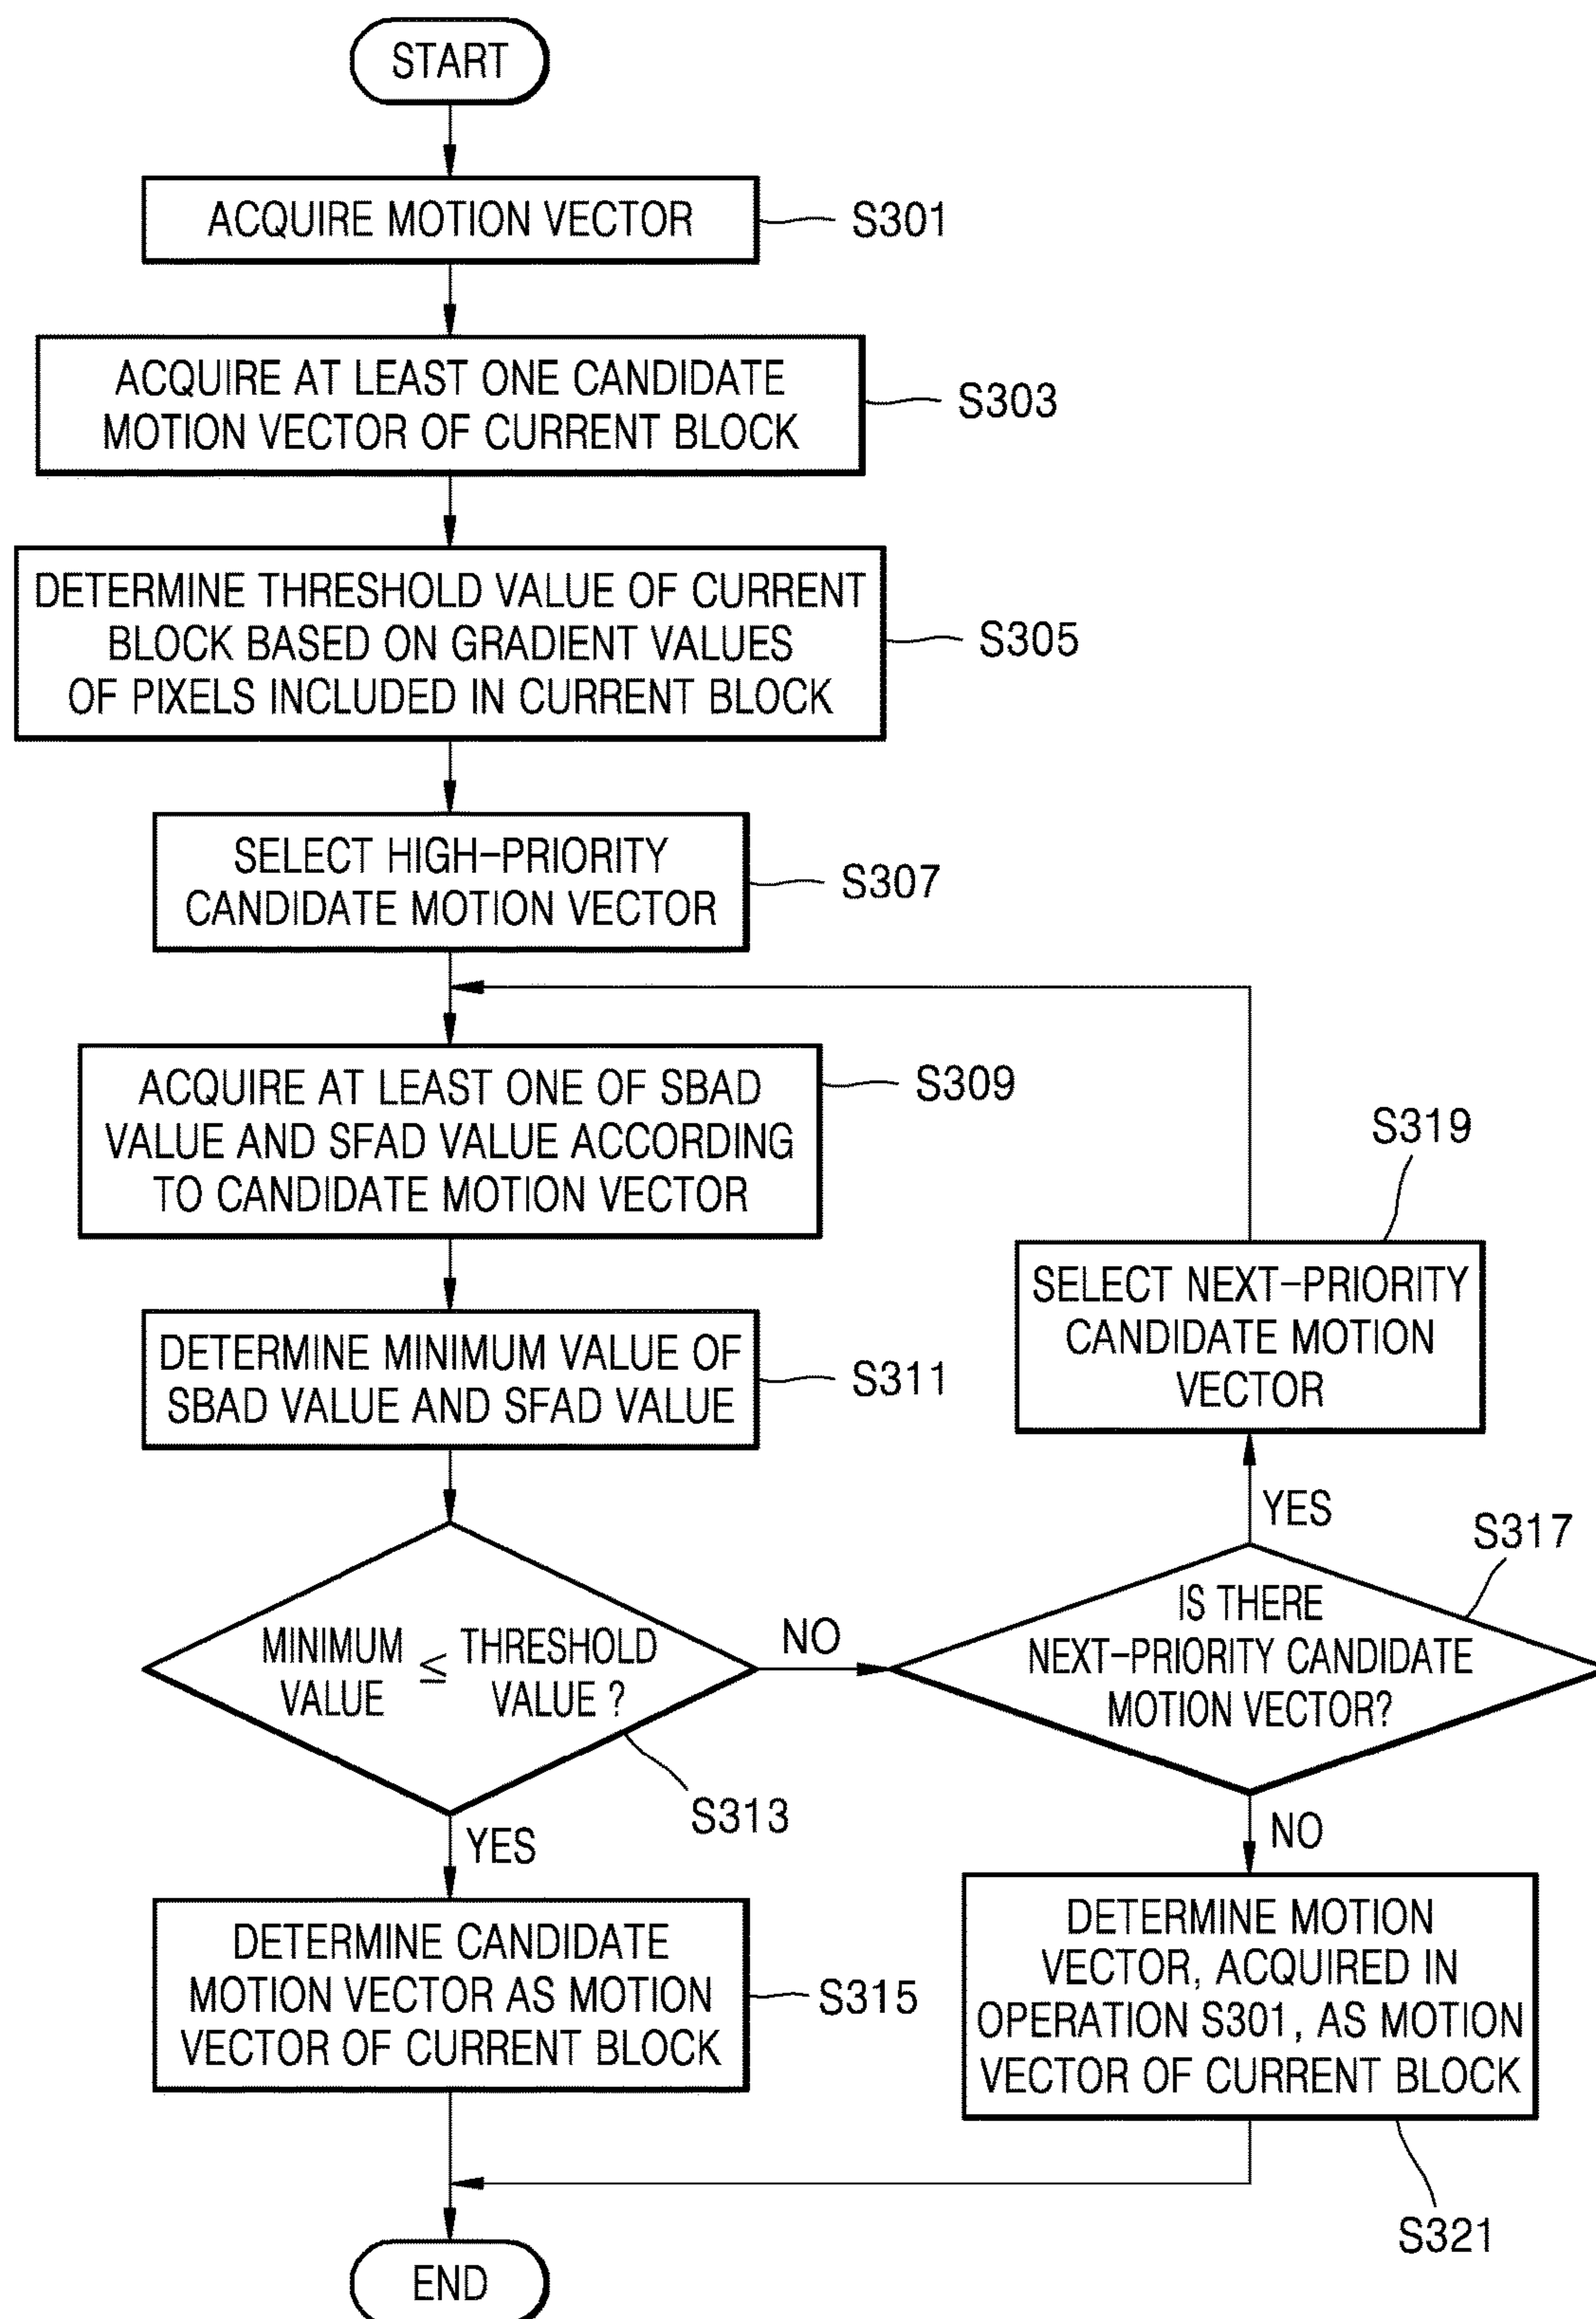 START
ACQUIRE MOTION VECTOR
S301
ACQUIRE AT LEAST ONE CANDIDATE
MOTION VECTOR OF CURRENT BLOCK
S303
DETERMINE THRESHOLD VALUE OF CURRENT
BLOCK BASED ON GRADIENT VALUES
OF PIXELS INCLUDED IN CURRENT BLOCK
S305
SELECT HIGH-PRIORITY
CANDIDATE MOTION VECTOR
S307
ACQUIRE AT LEAST ONE OF SBAD
VALUE AND SFAD VALUE ACCORDING
TO CANDIDATE MOTION VECTOR
S309
DETERMINE MINIMUM VALUE OF
SBAD VALUE AND SFAD VALUE
S311
MINIMUM VALUE ≤ THRESHOLD VALUE ?
S313
NO
YES
DETERMINE CANDIDATE
MOTION VECTOR AS MOTION
VECTOR OF CURRENT BLOCK
S315
S319
SELECT NEXT-PRIORITY
CANDIDATE MOTION
VECTOR
YES
S317
IS THERE
NEXT-PRIORITY CANDIDATE
MOTION VECTOR?
NO
DETERMINE MOTION
VECTOR, ACQUIRED IN
OPERATION S301, AS MOTION
VECTOR OF CURRENT BLOCK
S321
END